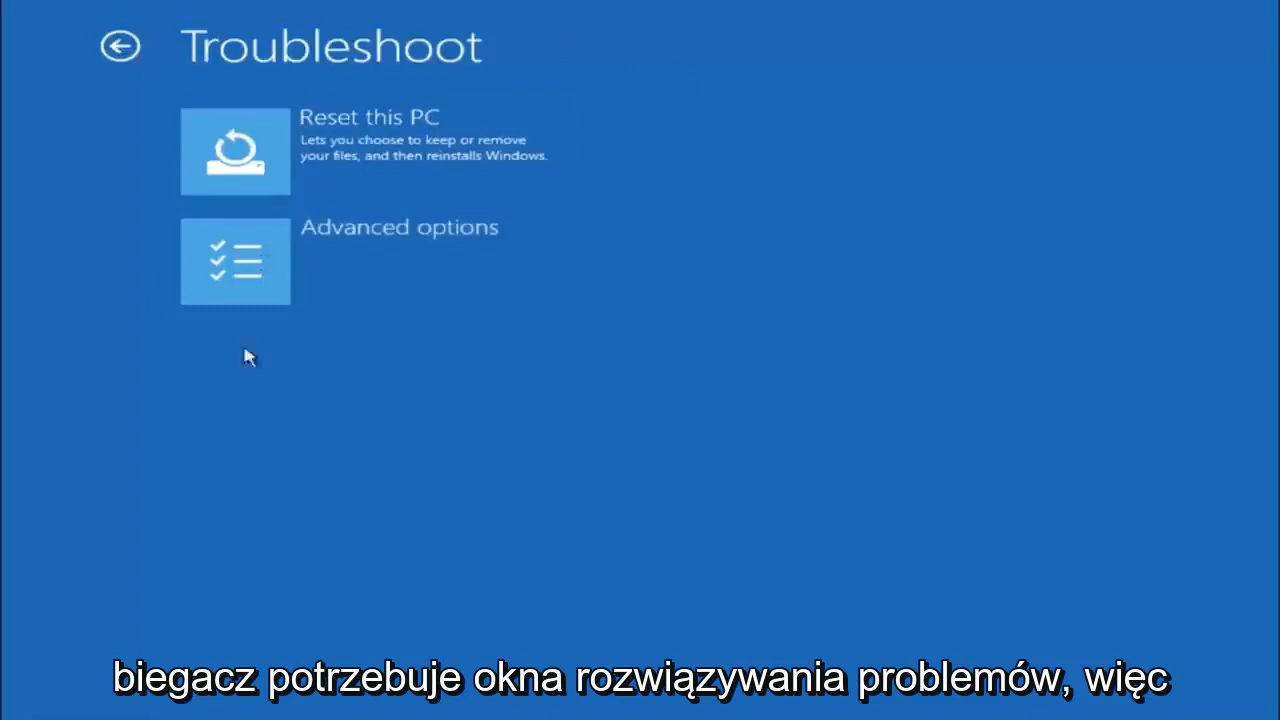 Troubleshoot
Reset this PC
Lets you choose to keep or remove
your files, and then reinstalls Windows.
Advanced options
biegacz potrzebuje okna rozwiązywania problemów, więc